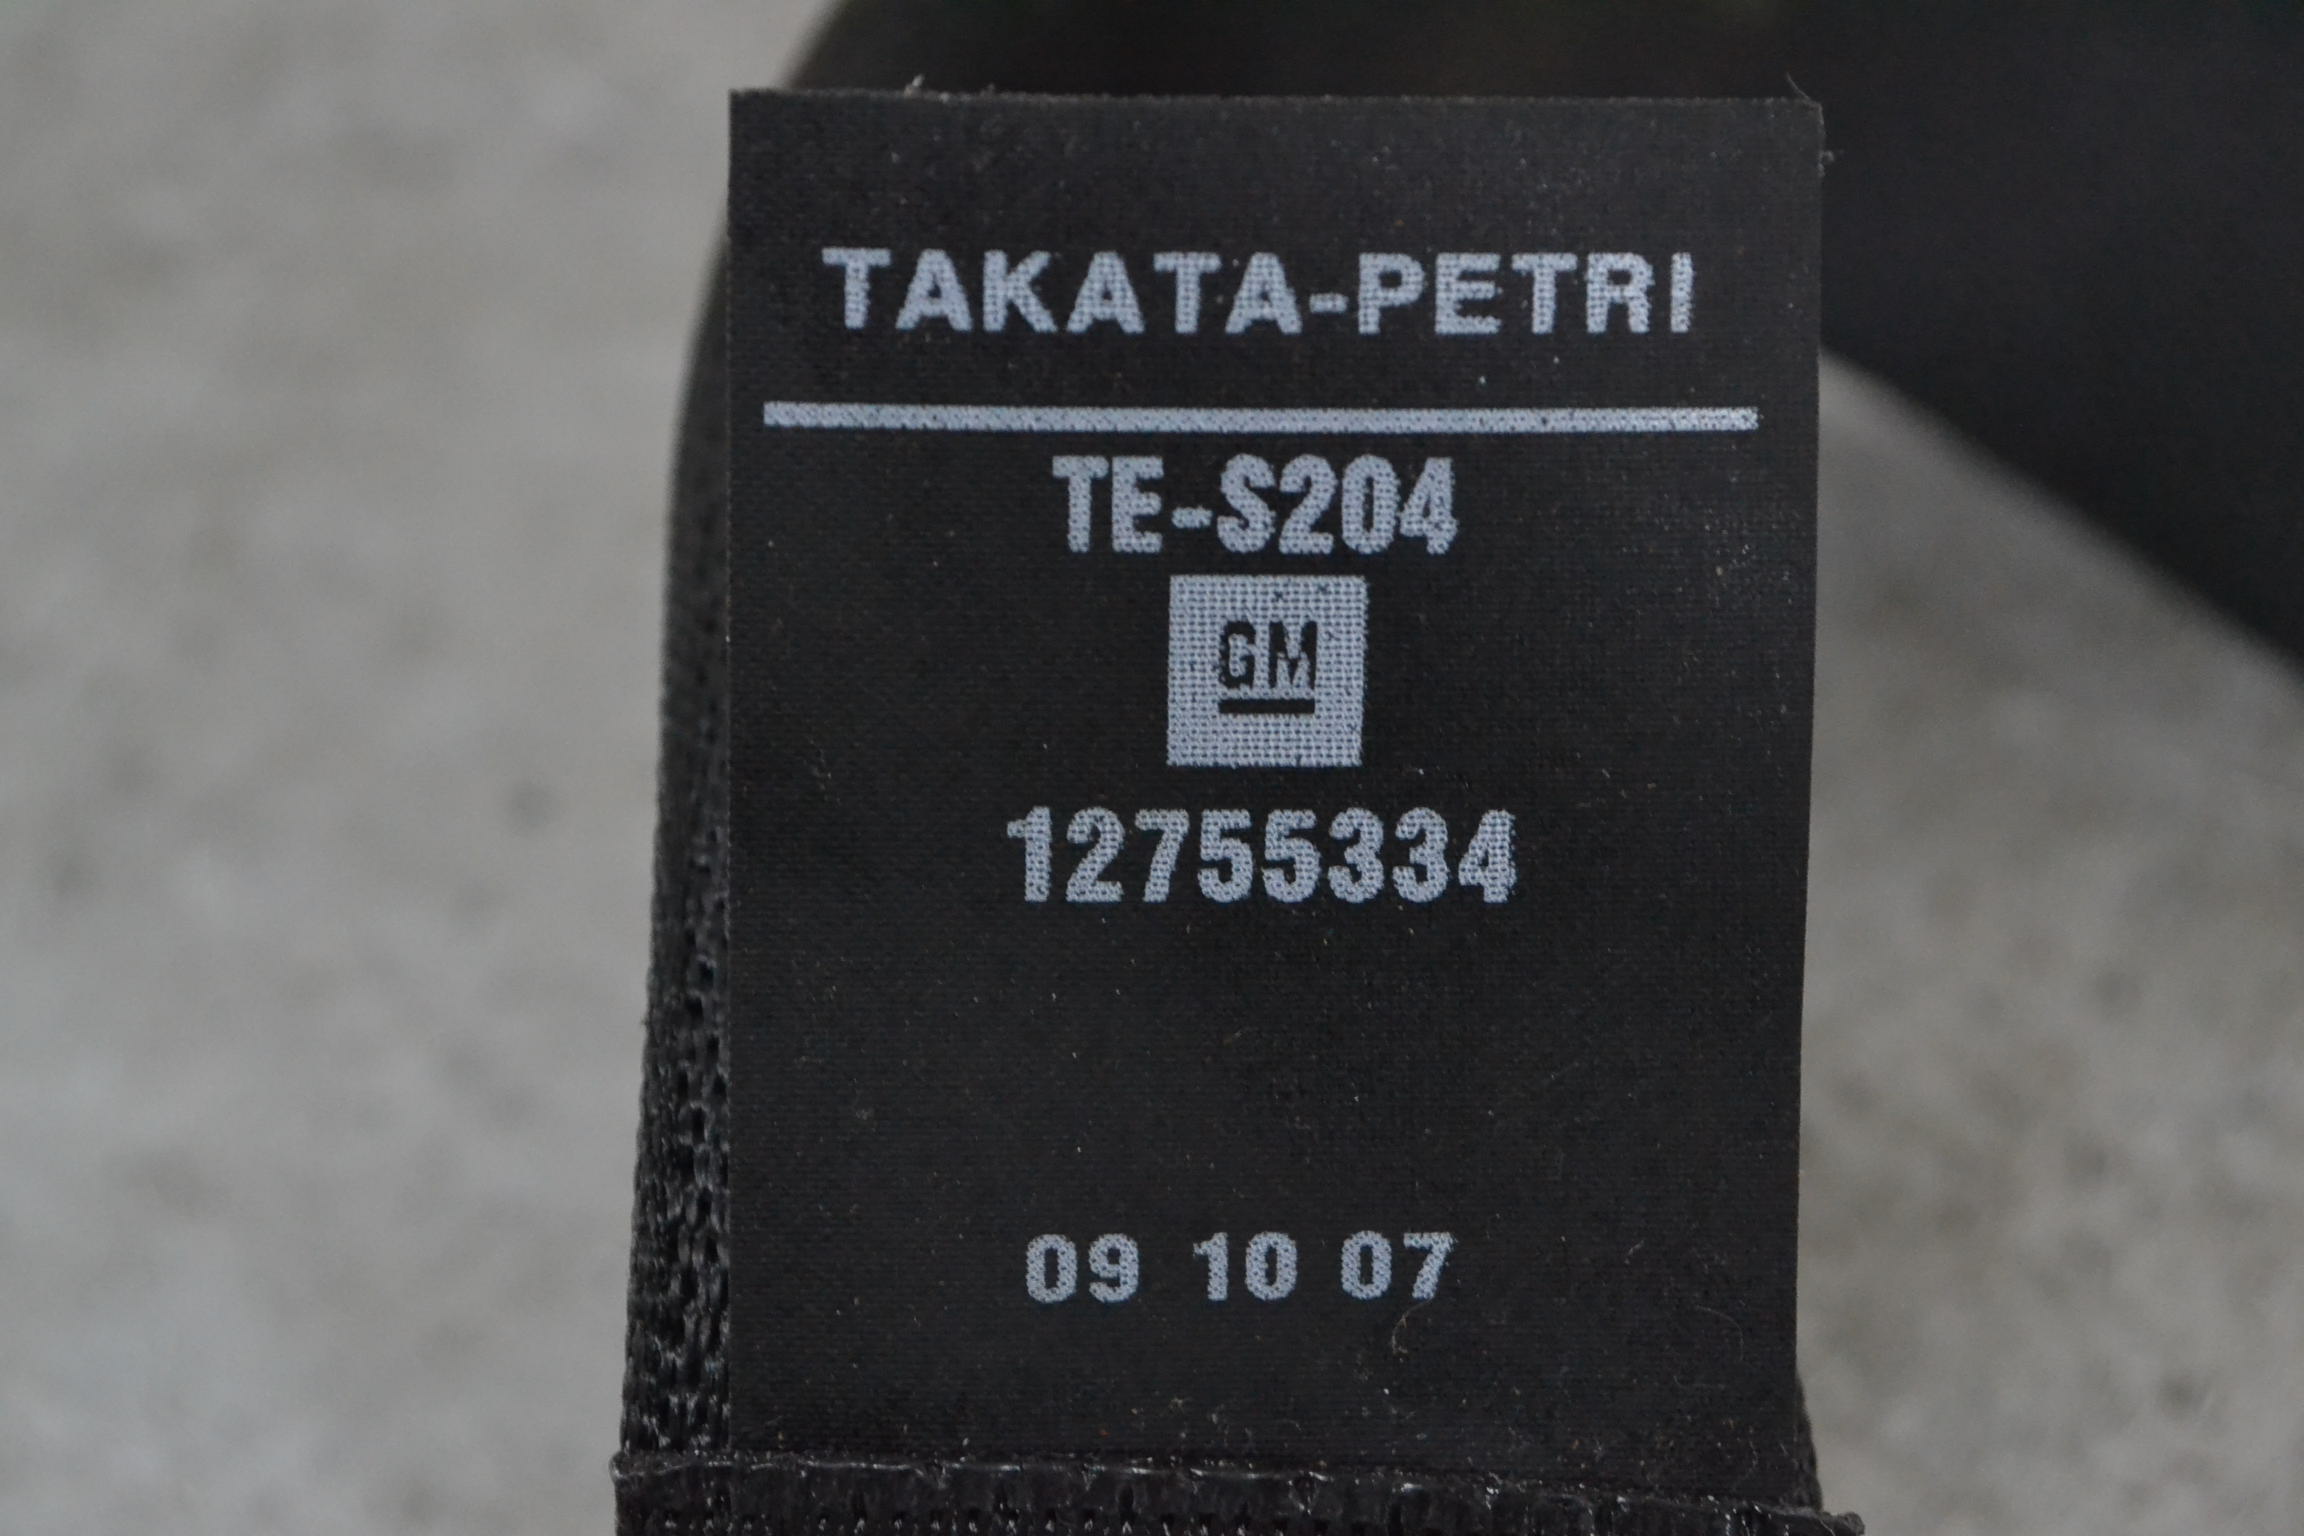 TAKATA-PETRI
TE-S204
GM
12755334
09 10 07